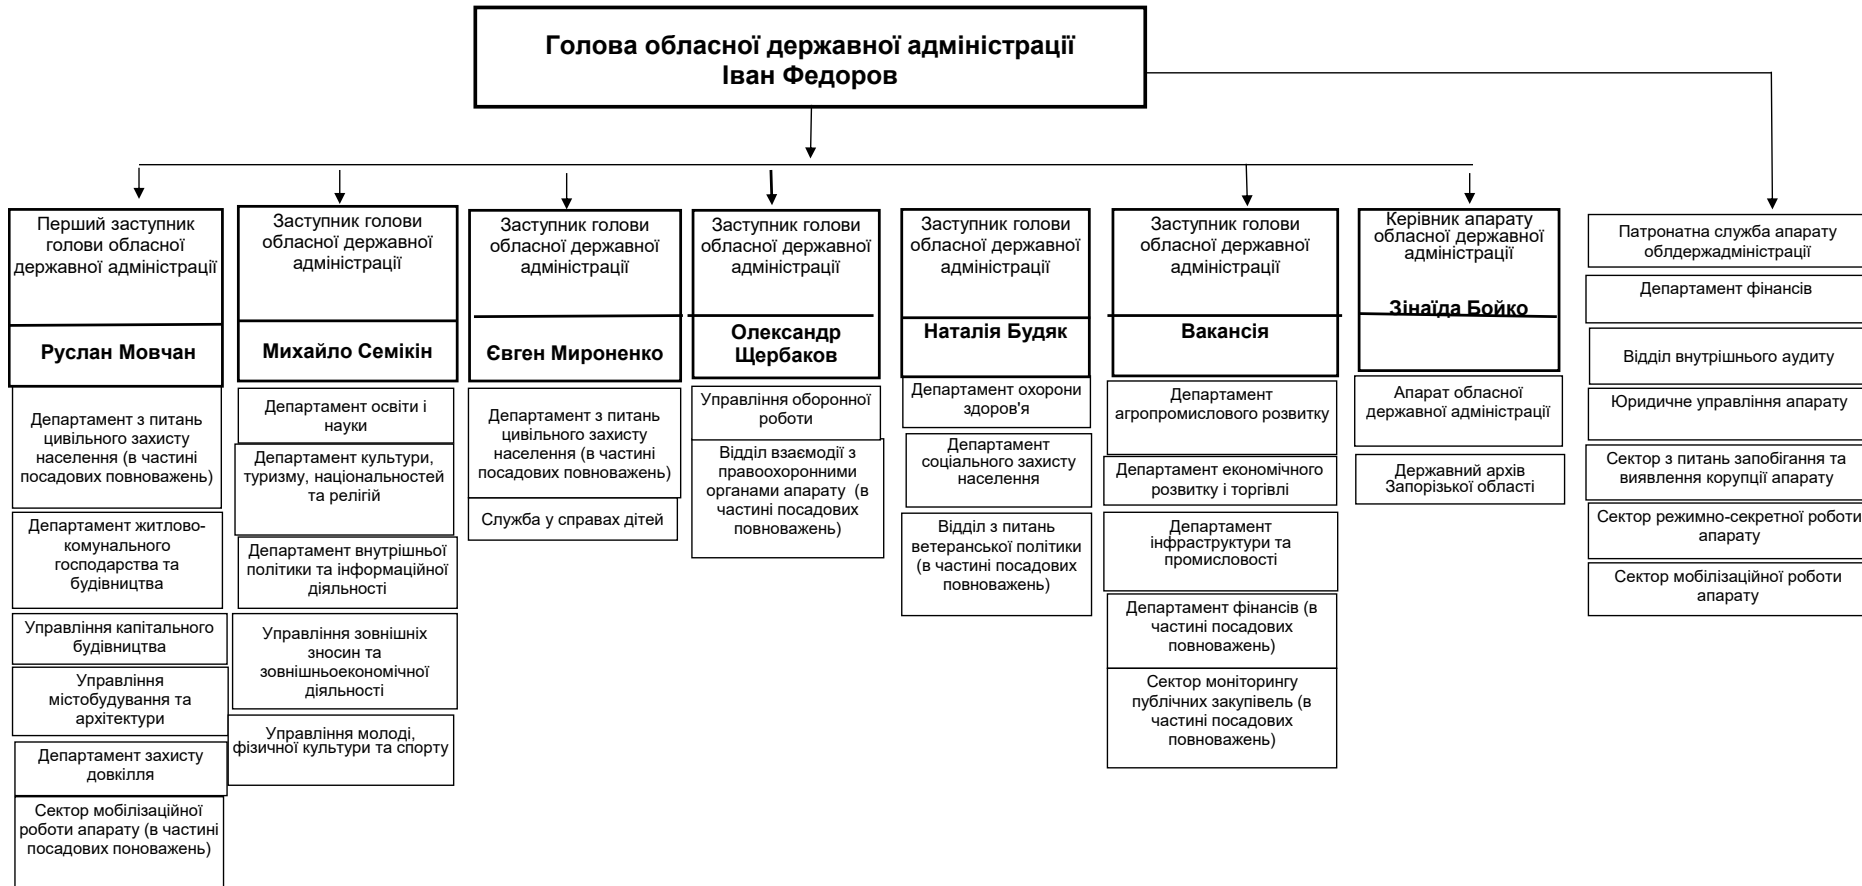 Голова обласної державної адміністрації
Іван Федоров
Перший заступник
голови обласної
державної адміністрації
Руслан Мовчан
Департамент з питань
цивільного захисту
населення (в частині
посадових повноважень)
Департамент житлово-
комунального
господарства та
будівництва
Управління капітального
будівництва
Управління
містобудування та
архітектури
Департамент захисту
довкілля
Сектор мобілізаційної
роботи апарату (в частині
посадових поноважень)
Заступник голови
обласної державної
адміністрації
Михайло Семікін
Департамент освіти і
науки
Департамент культури,
туризму, національностей
та релігій
Департамент внутрішньої
політики та інформаційної
діяльності
Управління зовнішніх
зносин та
зовнішньоекономічної
діяльності
Управління молоді,
фізичної культури та спорту
Заступник голови
обласної державної
адміністрації
Євген Мироненко
Департамент з питань
цивільного захисту
населення (в частині
посадових повноважень)
Служба у справах дітей
Заступник голови
обласної державної
адміністрації
Олександр
Щербаков
Управління оборонної
роботи
Відділ взаємодії з
правоохоронними
органами апарату (в
частині посадових
повноважень)
Заступник голови
обласної державної
адміністрації
Наталія Будяк
Департамент охорони
здоров'я
Департамент
соціального захисту
населення
Відділ з питань
ветеранської політики
(в частині посадових
повноважень)
Заступник голови
обласної державної
адміністрації
Вакансія
Департамент
агропромислового розвитку
Департамент економічного
розвитку і торгівлі
Департамент
інфраструктури та
промисловості
Департамент фінансів (в
частині посадових
повноважень)
Сектор моніторингу
публічних закупівель (в
частині посадових
повноважень)
Керівник апарату
обласної державної
адміністрації
Зінаїда Бойко
Апарат обласної
державної адміністрації
Державний архів
Запорізької області
Патронатна служба апарату
облдержадміністрації
Департамент фінансів
Відділ внутрішнього аудиту
Юридичне управління апарату
Сектор з питань запобігання та
виявлення корупції апарату
Сектор режимно-секретної роботи
апарату
Сектор мобілізаційної роботи
апарату